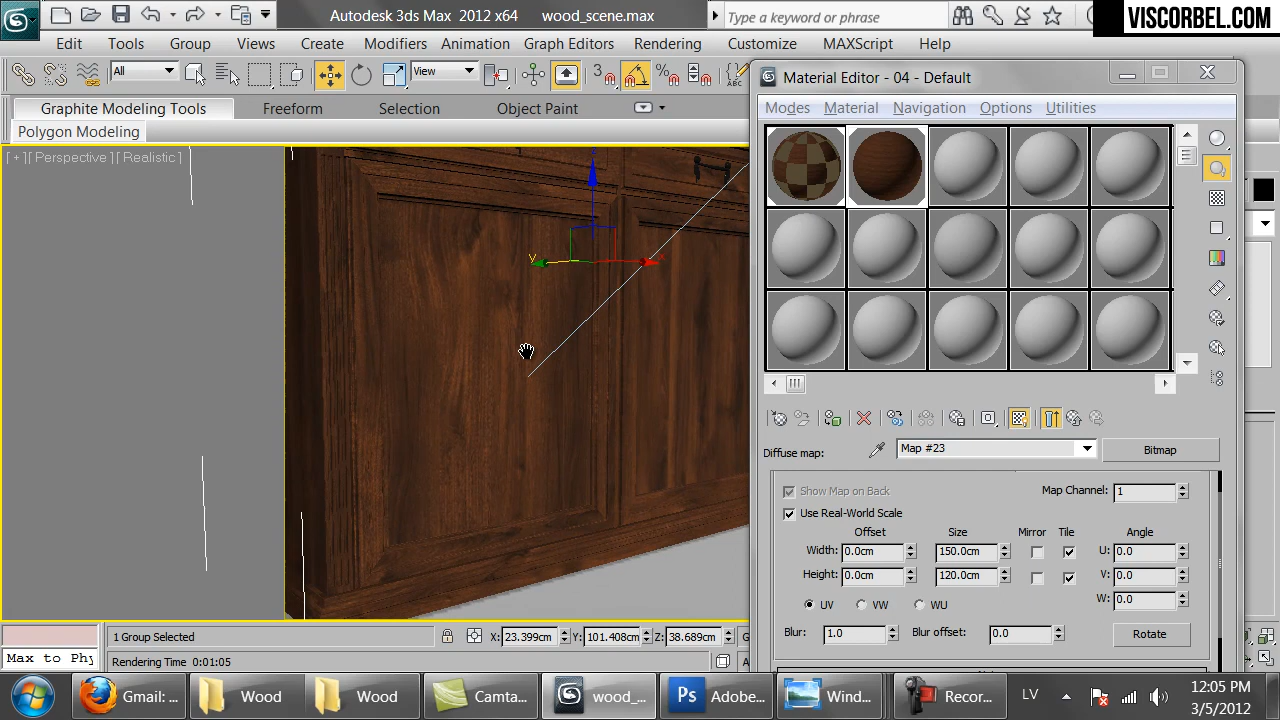 Autodesk 3ds Max 2012 x64 wood_scene.max
Type a keyword or phrase
VISCORBEL.COM
Edit Tools Group Views Create Modifiers Animation Graph Editors Rendering Customize MAXScript Help
All
View
3
ABC
Graphite Modeling Tools Freeform Selection Object Paint
Polygon Modeling
[ + ] [ Perspective ] [ Realistic ]
z
y
x
Material Editor - 04 - Default
Modes Material Navigation Options Utilities
Diffuse map: Map #23 Bitmap
Show Map on Back Map Channel: 1
Use Real-World Scale
Offset Size Mirror Tile Angle
Width: 0.0cm 150.0cm U: 0.0
Height: 0.0cm 120.0cm V: 0.0
W: 0.0
UV VW WU
Blur: 1.0 Blur offset: 0.0 Rotate
1 Group Selected X: 23.399cm Y: 101.408cm Z: 38.689cm G
Max to Phy Rendering Time 0:01:05
Gmail: ... Wood Wood Camta... wood_... Ps Adobe... Wind... Recor... LV 12:05 PM
3/5/2012